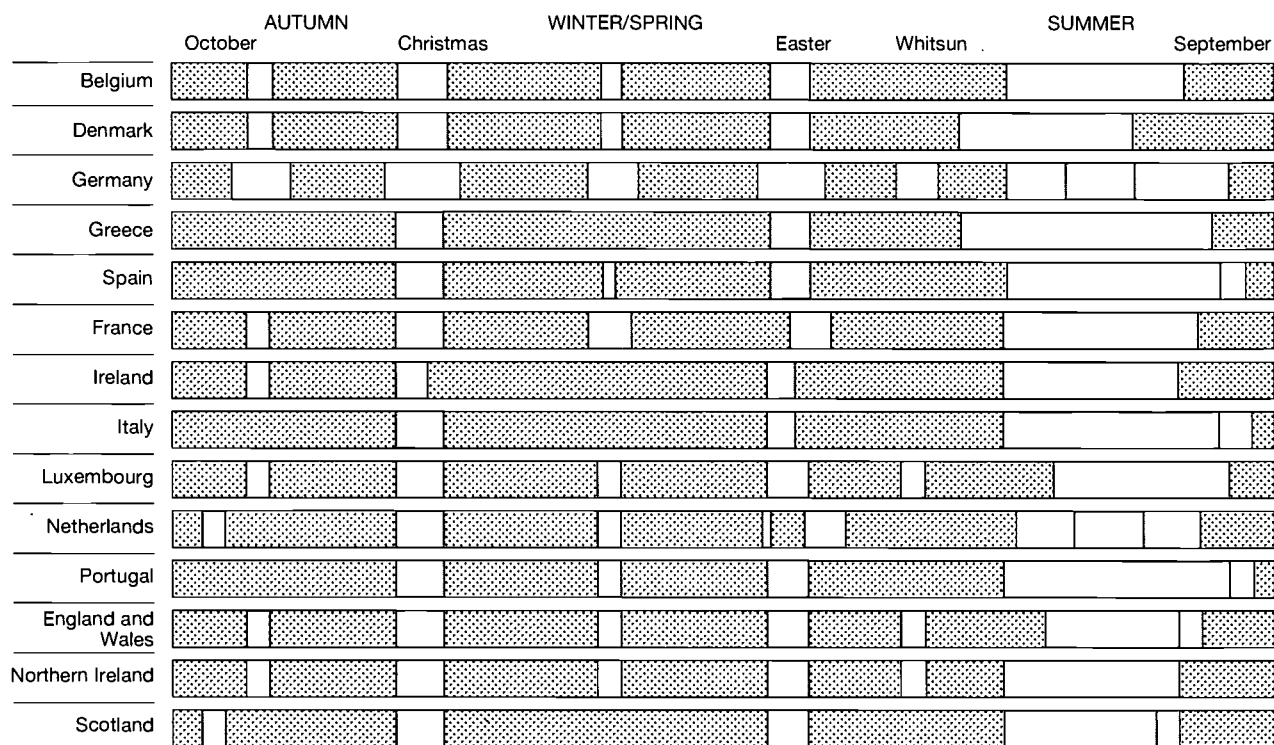 AUTUMN WINTER/SPRING SUMMER
October Christmas Easter Whitsun September
Belgium
Denmark
Germany
Greece
Spain
France
Ireland
Italy
Luxembourg
Netherlands
Portugal
England and
Wales
Northern Ireland
Scotland